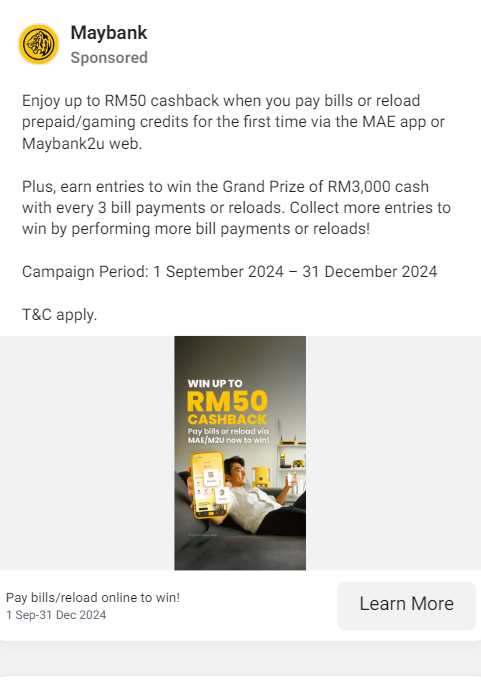 Maybank
Sponsored
Enjoy up to RM50 cashback when you pay bills or reload
prepaid/gaming credits for the first time via the MAE app or
Maybank2u web.
Plus, earn entries to win the Grand Prize of RM3,000 cash
with every 3 bill payments or reloads. Collect more entries to
win by performing more bill payments or reloads!
Campaign Period: 1 September 2024 – 31 December 2024
T&C apply.
WIN UP TO
RM50
CASHBACK
Pay bills or reload via
MAE/M2U now to win!
Pay bills/reload online to win!
1 Sep-31 Dec 2024
Learn More